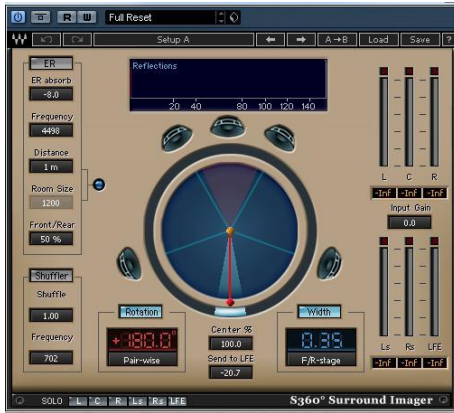 R W Full Reset
Setup A A→B Load Save ?
ER
ER absorb
-8.0
Frequency
4498
Distance
1 m
Room Size
1200
Front/Rear
50 %
Shuffler
Shuffle
1.00
Frequency
702
Reflections
20 40 80 100 120 140
Rotation
+180.0°
Pair-wise
Center %
100.0
Send to LFE
-20.7
Width
0.35
F/R-stage
L C R
-Inf -Inf -Inf
Input Gain
0.0
Ls Rs LFE
-Inf -Inf -Inf
SOLO L C R Ls Rs LFE
S360° Surround Imager